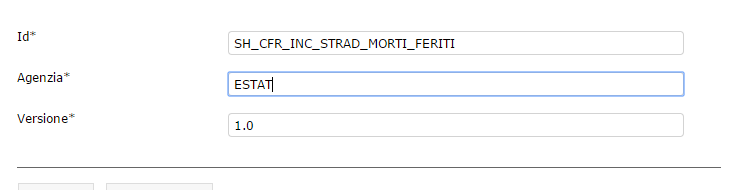 Id* SH_CFR_INC_STRAD_MORTI_FERITI
Agenzia* ESTAT
Versione* 1.0